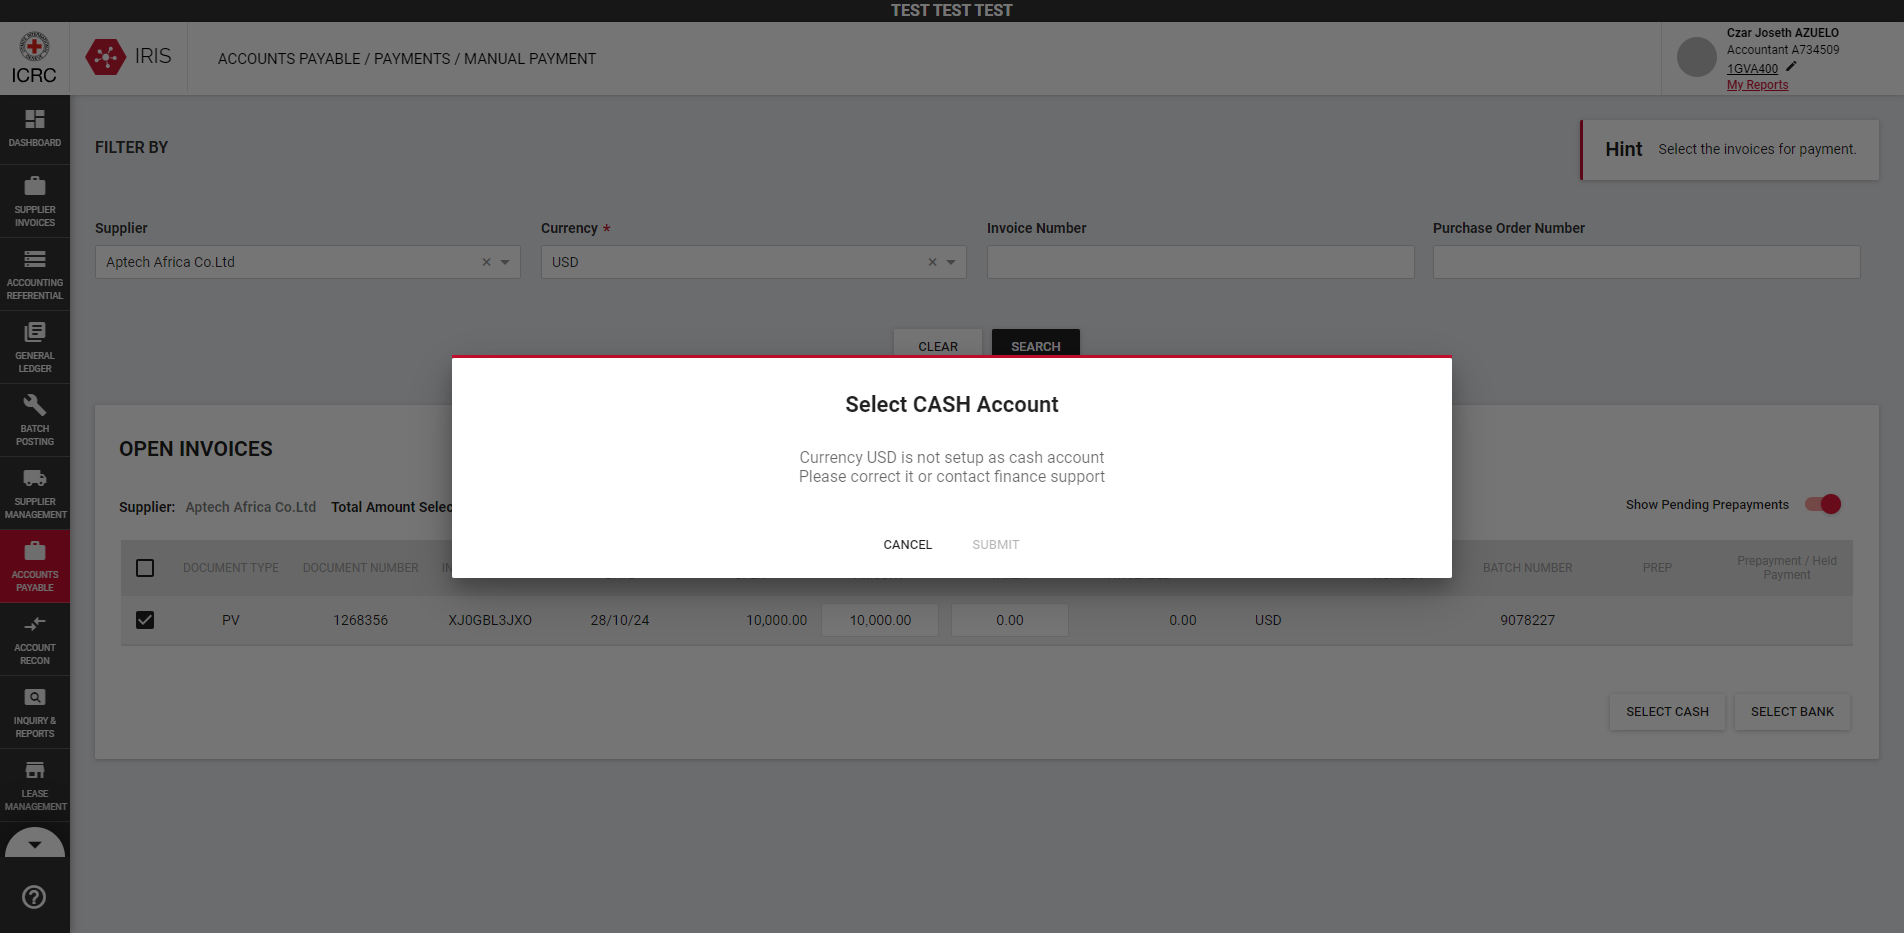 TEST TEST TEST
ICRC
IRIS
ACCOUNTS PAYABLE / PAYMENTS / MANUAL PAYMENT
Czar Joseth AZUELO
Accountant A734509
1GVA400
My Reports
DASHBOARD
SUPPLIER
INVOICES
ACCOUNTING
REFERENTIAL
GENERAL
LEDGER
BATCH
POSTING
SUPPLIER
MANAGEMENT
ACCOUNTS
PAYABLE
ACCOUNT
RECON
INQUIRY &
REPORTS
LEASE
MANAGEMENT
FILTER BY
Hint Select the invoices for payment.
Supplier Currency * Invoice Number Purchase Order Number
Aptech Africa Co.Ltd USD
CLEAR SEARCH
Select CASH Account
Currency USD is not setup as cash account
Please correct it or contact finance support
CANCEL SUBMIT
OPEN INVOICES
Supplier: Aptech Africa Co.Ltd Total Amount Selec
Show Pending Prepayments
DOCUMENT TYPE DOCUMENT NUMBER IN BATCH NUMBER PREP Prepayment / Held
Payment
PV 1268356 XJ0GBL3JXO 28/10/24 10,000.00 10,000.00 0.00 0.00 USD 9078227
SELECT CASH SELECT BANK